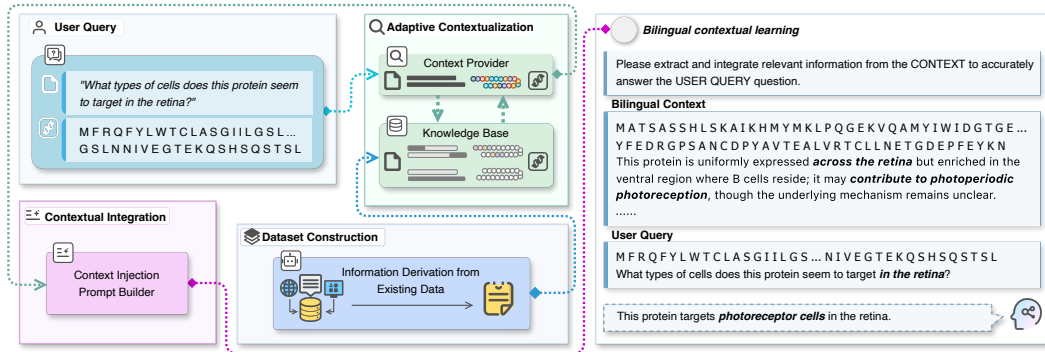 User Query
"What types of cells does this protein seem
to target in the retina?"
M F R Q F Y L W T C L A S G I I L G S L ...
G S L N N I V E G T E K Q S H S Q S T S L
Adaptive Contextualization
Context Provider
Knowledge Base
Contextual Integration
Context Injection
Prompt Builder
Dataset Construction
Information Derivation from
Existing Data
Bilingual contextual learning
Please extract and integrate relevant information from the CONTEXT to accurately
answer the USER QUERY question.
Bilingual Context
M A T S A S S H L S K A I K H M Y M K L P Q G E K V Q A M Y I W I D G T G E ...
Y F E D R G P S A N C D P Y A V T E A L V R T C L L N E T G D E P F E Y K N
This protein is uniformly expressed across the retina but enriched in the
ventral region where B cells reside; it may contribute to photoperiodic
photoreception, though the underlying mechanism remains unclear.
......
User Query
M F R Q F Y L W T C L A S G I I L G S ... N I V E G T E K Q S H S Q S T S L
What types of cells does this protein seem to target in the retina?
This protein targets photoreceptor cells in the retina.